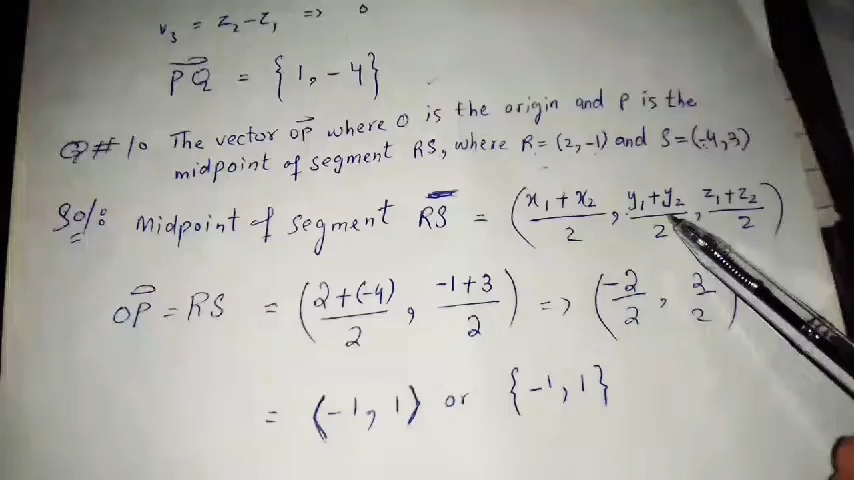 v₃ = z₂-z₁ => 0
PQ = {1, -4}
Q#10 The vector OP where O is the origin and P is the
midpoint of segment RS, where R = (2, -1) and S = (-4, 3)
Sol: Midpoint of segment RS = (x₁+x₂/2, y₁+y₂/2, z₁+z₂/2)
OP = RS = (2+(-4)/2, -1+3/2) => (-2/2, 2/2)
= (-1, 1) or {-1, 1}